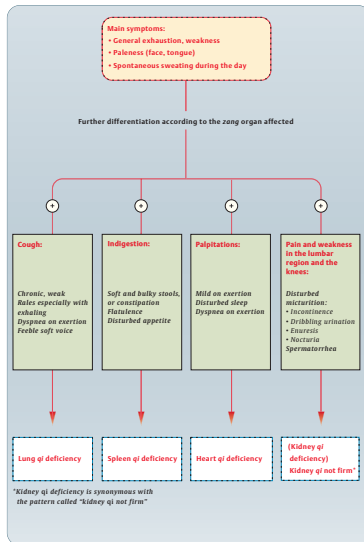 Main symptoms:
• General exhaustion, weakness
• Paleness (face, tongue)
• Spontaneous sweating during the day
Further differentiation according to the zang organ affected
+
+
+
+
Cough:
Chronic, weak
Rales especially with
exhaling
Dyspnea on exertion
Feeble soft voice
Indigestion:
Soft and bulky stools,
or constipation
Flatulence
Disturbed appetite
Palpitations:
Mild on exertion
Disturbed sleep
Dyspnea on exertion
Pain and weakness
in the lumbar
region and the
knees:
Disturbed
micturition:
• Incontinence
• Dribbling urination
• Enuresis
• Nocturia
Spermatorrhea
Lung qi deficiency
Spleen qi deficiency
Heart qi deficiency
(Kidney qi
deficiency)
Kidney qi not firm*
*Kidney qi deficiency is synonymous with
the pattern called “kidney qi not firm”